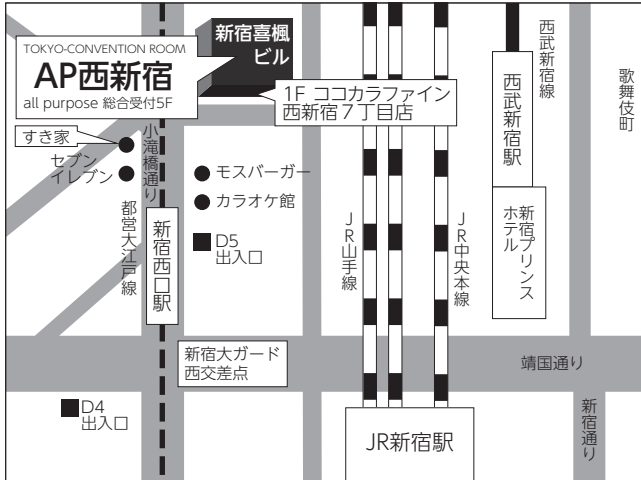 TOKYO-CONVENTION ROOM
AP西新宿
all purpose 総合受付5F
新宿喜楓
ビル
1F ココカラファイン
西新宿7丁目店
すき家
セブン
イレブン
小滝橋通り
モスバーガー
カラオケ館
都営大江戸線
新宿西口駅
D5
出入口
JR山手線
JR中央本線
西武新宿線
西武新宿駅
新宿プリンス
ホテル
歌舞伎町
新宿大ガード
西交差点
靖国通り
D4
出入口
JR新宿駅
新宿通り